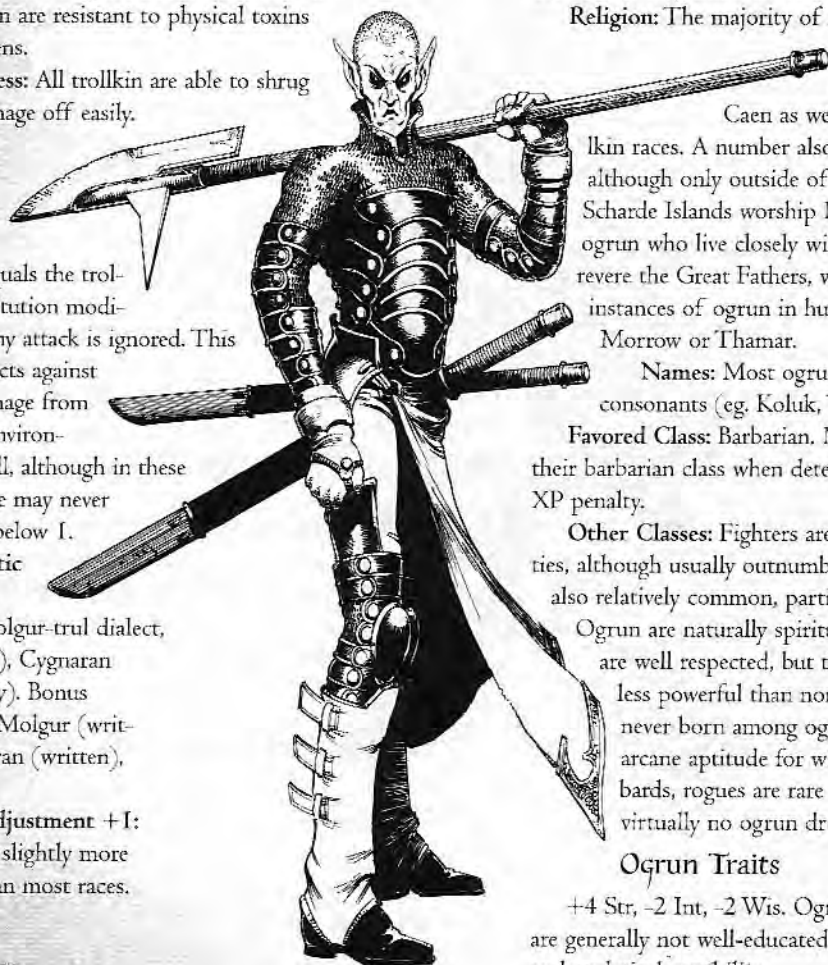 n are resistant to physical toxins
ens.
ess: All trollkin are able to shrug
nage off easily.
uals the trol-
tution modi-
ny attack is ignored. This
cts against
nage from
nviron-
ll, although in these
e may never
below 1.
tic
olgur-trul dialect,
), Cygnaran
y). Bonus
Molgur (writ-
ran (written),
djustment +1:
slightly more
an most races.
Religion: The majority of
Caen as we
lkin races. A number also
although only outside of
Scharde Islands worship
ogrun who live closely wi
revere the Great Fathers, w
instances of ogrun in hu
Morrow or Thamar.
Names: Most ogru
consonants (eg. Koluk,
Favored Class: Barbarian. M
their barbarian class when dete
XP penalty.
Other Classes: Fighters are
ties, although usually outnumb
also relatively common, parti
Ogrun are naturally spiritu
are well respected, but t
less powerful than nor
never born among og
arcane aptitude for w
bards, rogues are rare
virtually no ogrun dr
Ogrun Traits
+4 Str, -2 Int, -2 Wis. Ogr
are generally not well-educated